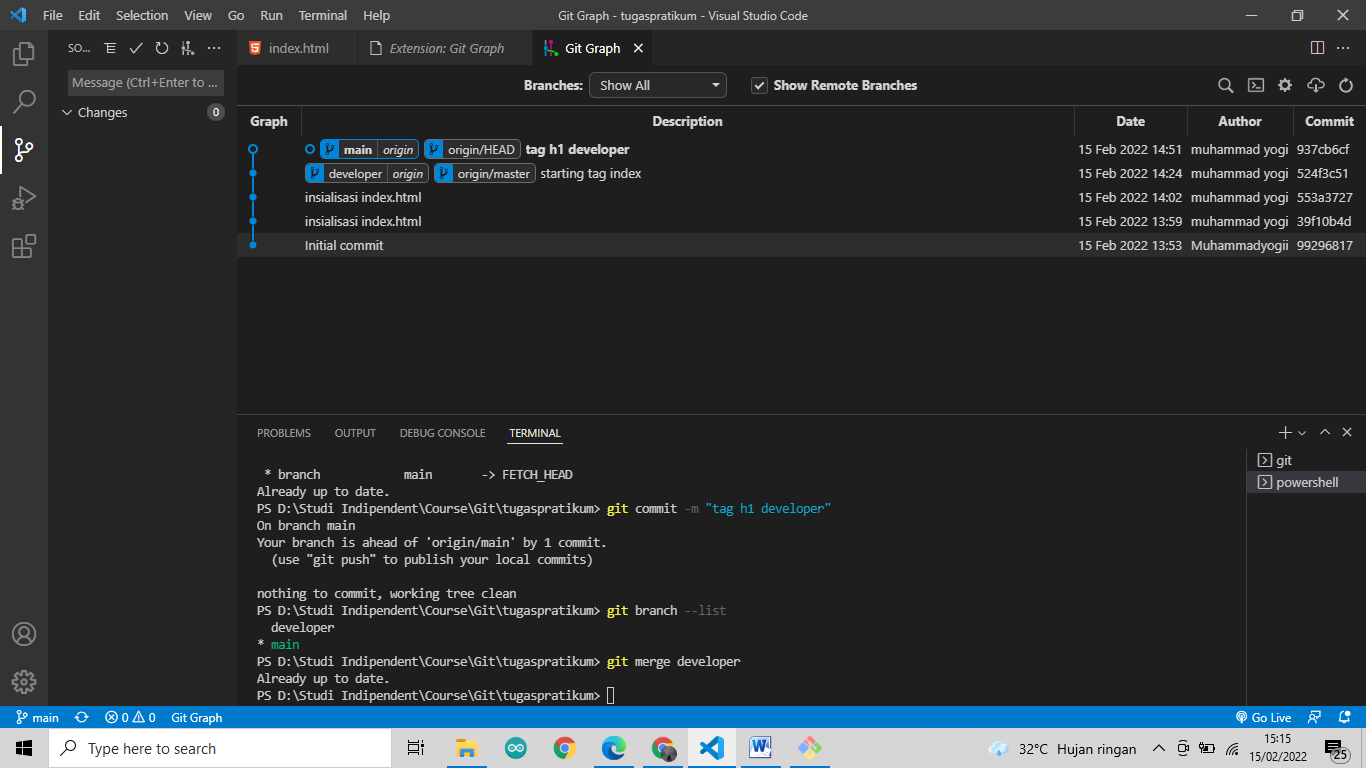 File Edit Selection View Go Run Terminal Help
Git Graph - tugaspratikum - Visual Studio Code
SO...
index.html
Extension: Git Graph
Git Graph
Message (Ctrl+Enter to ...
Changes
0
Branches: Show All
Show Remote Branches
Graph Description Date Author Commit
main origin origin/HEAD tag h1 developer 15 Feb 2022 14:51 muhammad yogi 937cb6cf
developer origin origin/master starting tag index 15 Feb 2022 14:24 muhammad yogi 524f3c51
insialisasi index.html 15 Feb 2022 14:02 muhammad yogi 553a3727
insialisasi index.html 15 Feb 2022 13:59 muhammad yogi 39f10b4d
Initial commit 15 Feb 2022 13:53 Muhammadyogii 99296817
PROBLEMS OUTPUT DEBUG CONSOLE TERMINAL
git
powershell
* branch main -> FETCH_HEAD
Already up to date.
PS D:\Studi Indipendent\Course\Git\tugaspratikum> git commit -m "tag h1 developer"
On branch main
Your branch is ahead of 'origin/main' by 1 commit.
(use "git push" to publish your local commits)
nothing to commit, working tree clean
PS D:\Studi Indipendent\Course\Git\tugaspratikum> git branch --list
developer
* main
PS D:\Studi Indipendent\Course\Git\tugaspratikum> git merge developer
Already up to date.
PS D:\Studi Indipendent\Course\Git\tugaspratikum>
main 0 0 Git Graph Go Live
Type here to search
32°C Hujan ringan
15:15
15/02/2022
25